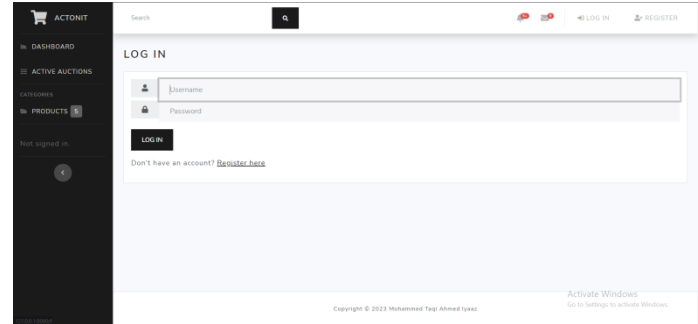 ACTONIT
Search
LOG IN
REGISTER
DASHBOARD
ACTIVE AUCTIONS
CATEGORIES
PRODUCTS 5
Not signed in.
LOG IN
Username
Password
LOG IN
Don't have an account? Register here
Activate Windows
Go to Settings to activate Windows.
Copyright © 2023 Mohammed Taqi Ahmed Iyaaz